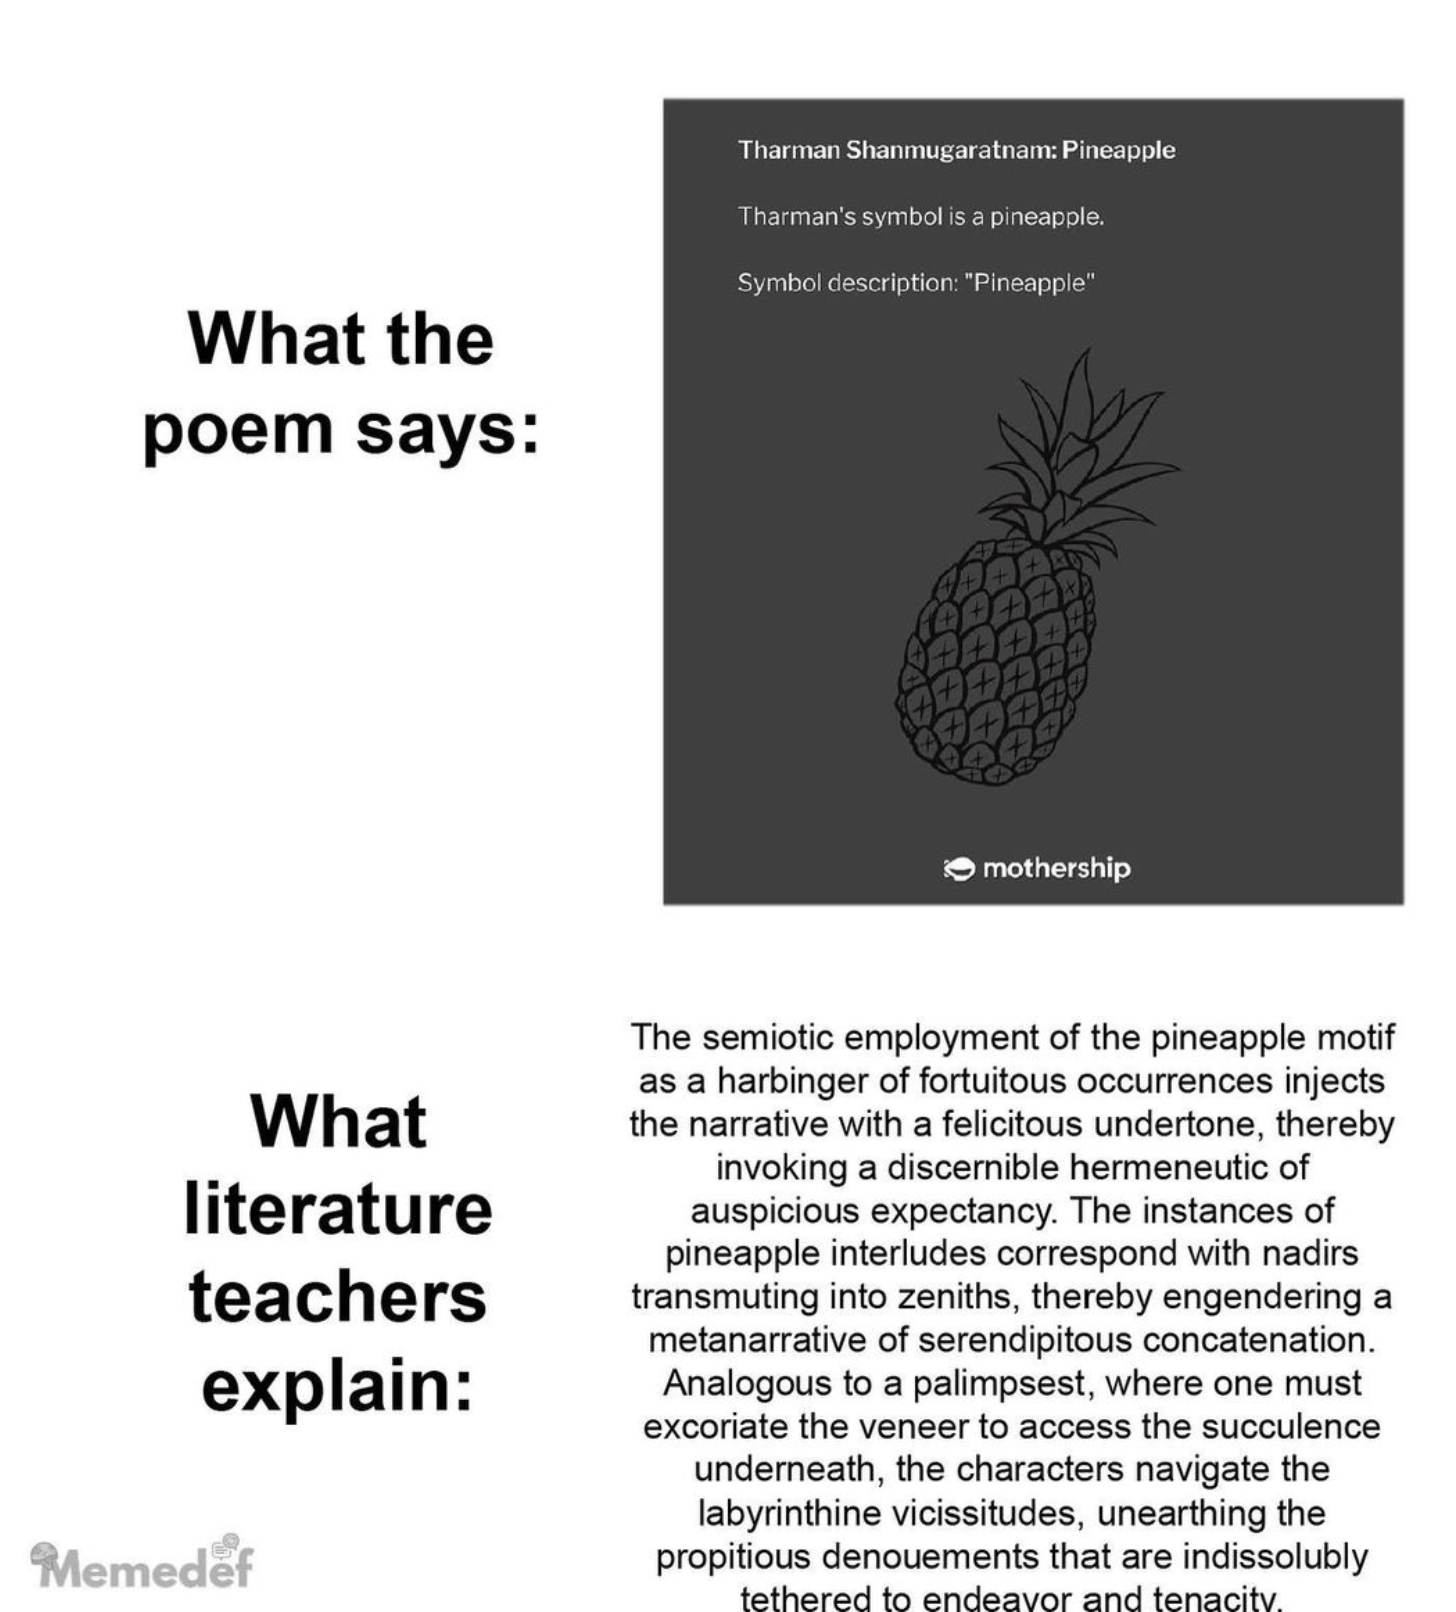 Tharman Shanmugaratnam: Pineapple
Tharman's symbol is a pineapple.
Symbol description: "Pineapple"
What the
poem says:
mothership
What
literature
teachers
explain:
The semiotic employment of the pineapple motif
as a harbinger of fortuitous occurrences injects
the narrative with a felicitous undertone, thereby
invoking a discernible hermeneutic of
auspicious expectancy. The instances of
pineapple interludes correspond with nadirs
transmuting into zeniths, thereby engendering a
metanarrative of serendipitous concatenation.
Analogous to a palimpsest, where one must
excoriate the veneer to access the succulence
underneath, the characters navigate the
labyrinthine vicissitudes, unearthing the
propitious denouements that are indissolubly
tethered to endeavor and tenacity.
Memedef